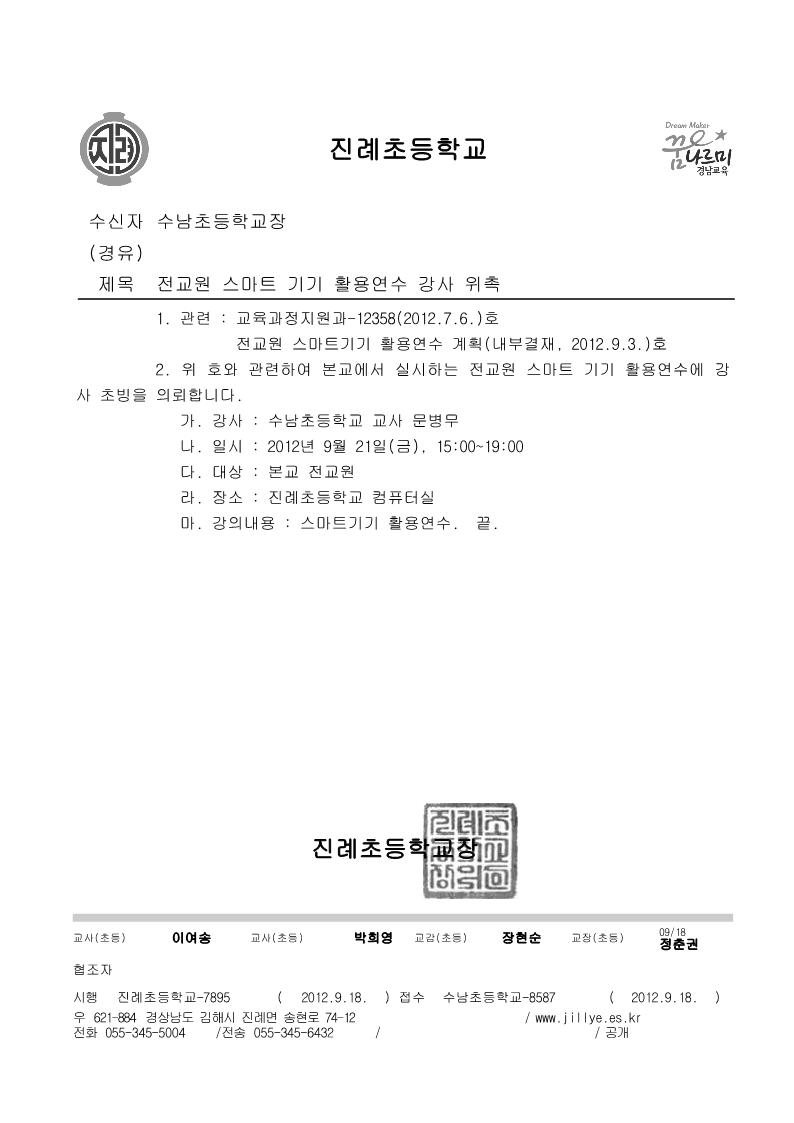 진례
진례초등학교
Dream Maker
꿈나르미
경남교육
수신자 수남초등학교장
(경유)
제목 전교원 스마트 기기 활용연수 강사 위촉
1. 관련 : 교육과정지원과-12358(2012.7.6.)호
전교원 스마트기기 활용연수 계획(내부결재, 2012.9.3.)호
2. 위 호와 관련하여 본교에서 실시하는 전교원 스마트 기기 활용연수에 강
사 초빙을 의뢰합니다.
가. 강사 : 수남초등학교 교사 문병무
나. 일시 : 2012년 9월 21일(금), 15:00~19:00
다. 대상 : 본교 전교원
라. 장소 : 진례초등학교 컴퓨터실
마. 강의내용 : 스마트기기 활용연수. 끝.
진례초등학교장
진례초
등학교
장의인
교사(초등) 이여송 교사(초등) 박희영 교감(초등) 장현순 교장(초등) 09/18 정춘권
협조자
시행 진례초등학교-7895 ( 2012.9.18. ) 접수 수남초등학교-8587 ( 2012.9.18. )
우 621-884 경상남도 김해시 진례면 송현로 74-12 / www.jillye.es.kr
전화 055-345-5004 /전송 055-345-6432 / / 공개